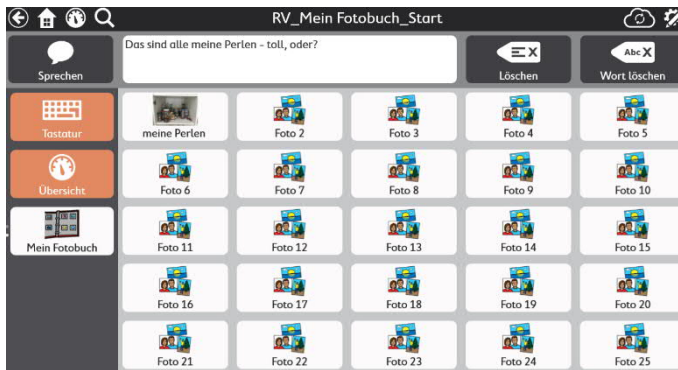 RV_Mein Fotobuch_Start
Sprechen
Das sind alle meine Perlen - toll, oder?
Löschen
Abc X
Wort löschen
Tastatur
meine Perlen
Foto 2
Foto 3
Foto 4
Foto 5
Übersicht
Foto 6
Foto 7
Foto 8
Foto 9
Foto 10
Mein Fotobuch
Foto 11
Foto 12
Foto 13
Foto 14
Foto 15
Foto 16
Foto 17
Foto 18
Foto 19
Foto 20
Foto 21
Foto 22
Foto 23
Foto 24
Foto 25